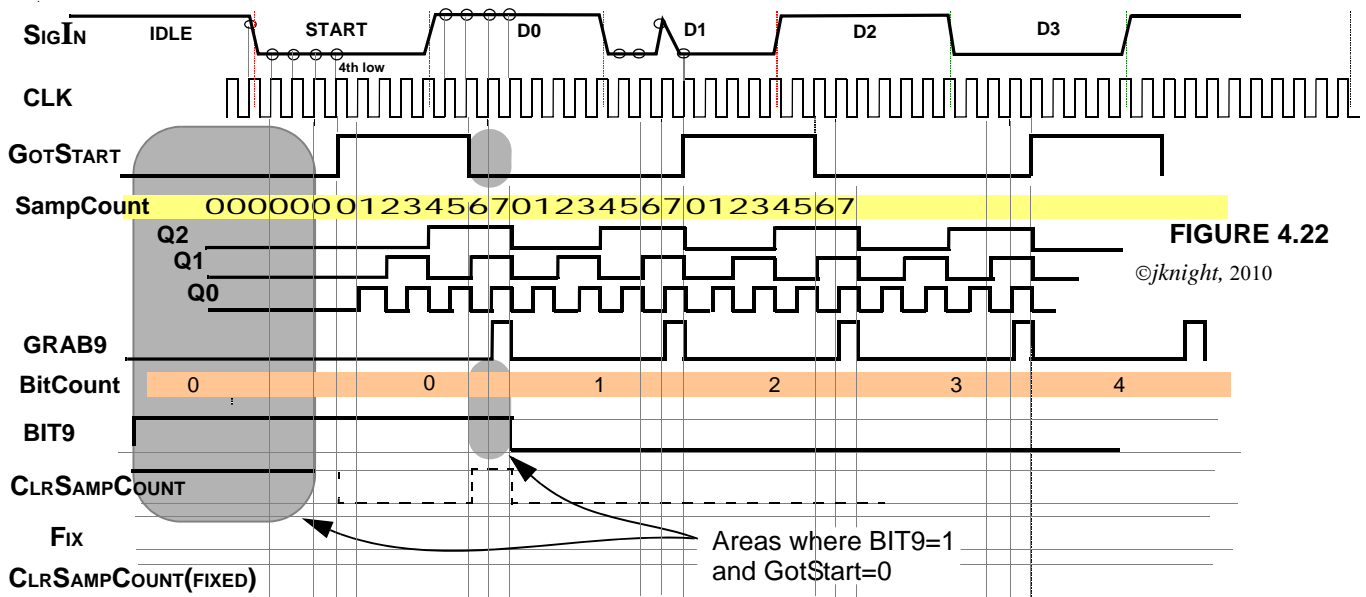 SIGIN IDLE START D0 D1 D2 D3
4th low
CLK
GOTSTART
SampCount 000000 012345670123456701234567
Q2
FIGURE 4.22
Q1
©jknight, 2010
Q0
GRAB9
BitCount 0 0 1 2 3 4
BIT9
CLRSAMPCOUNT
Areas where BIT9=1
and GotStart=0
FIX
CLRSAMPCOUNT(FIXED)